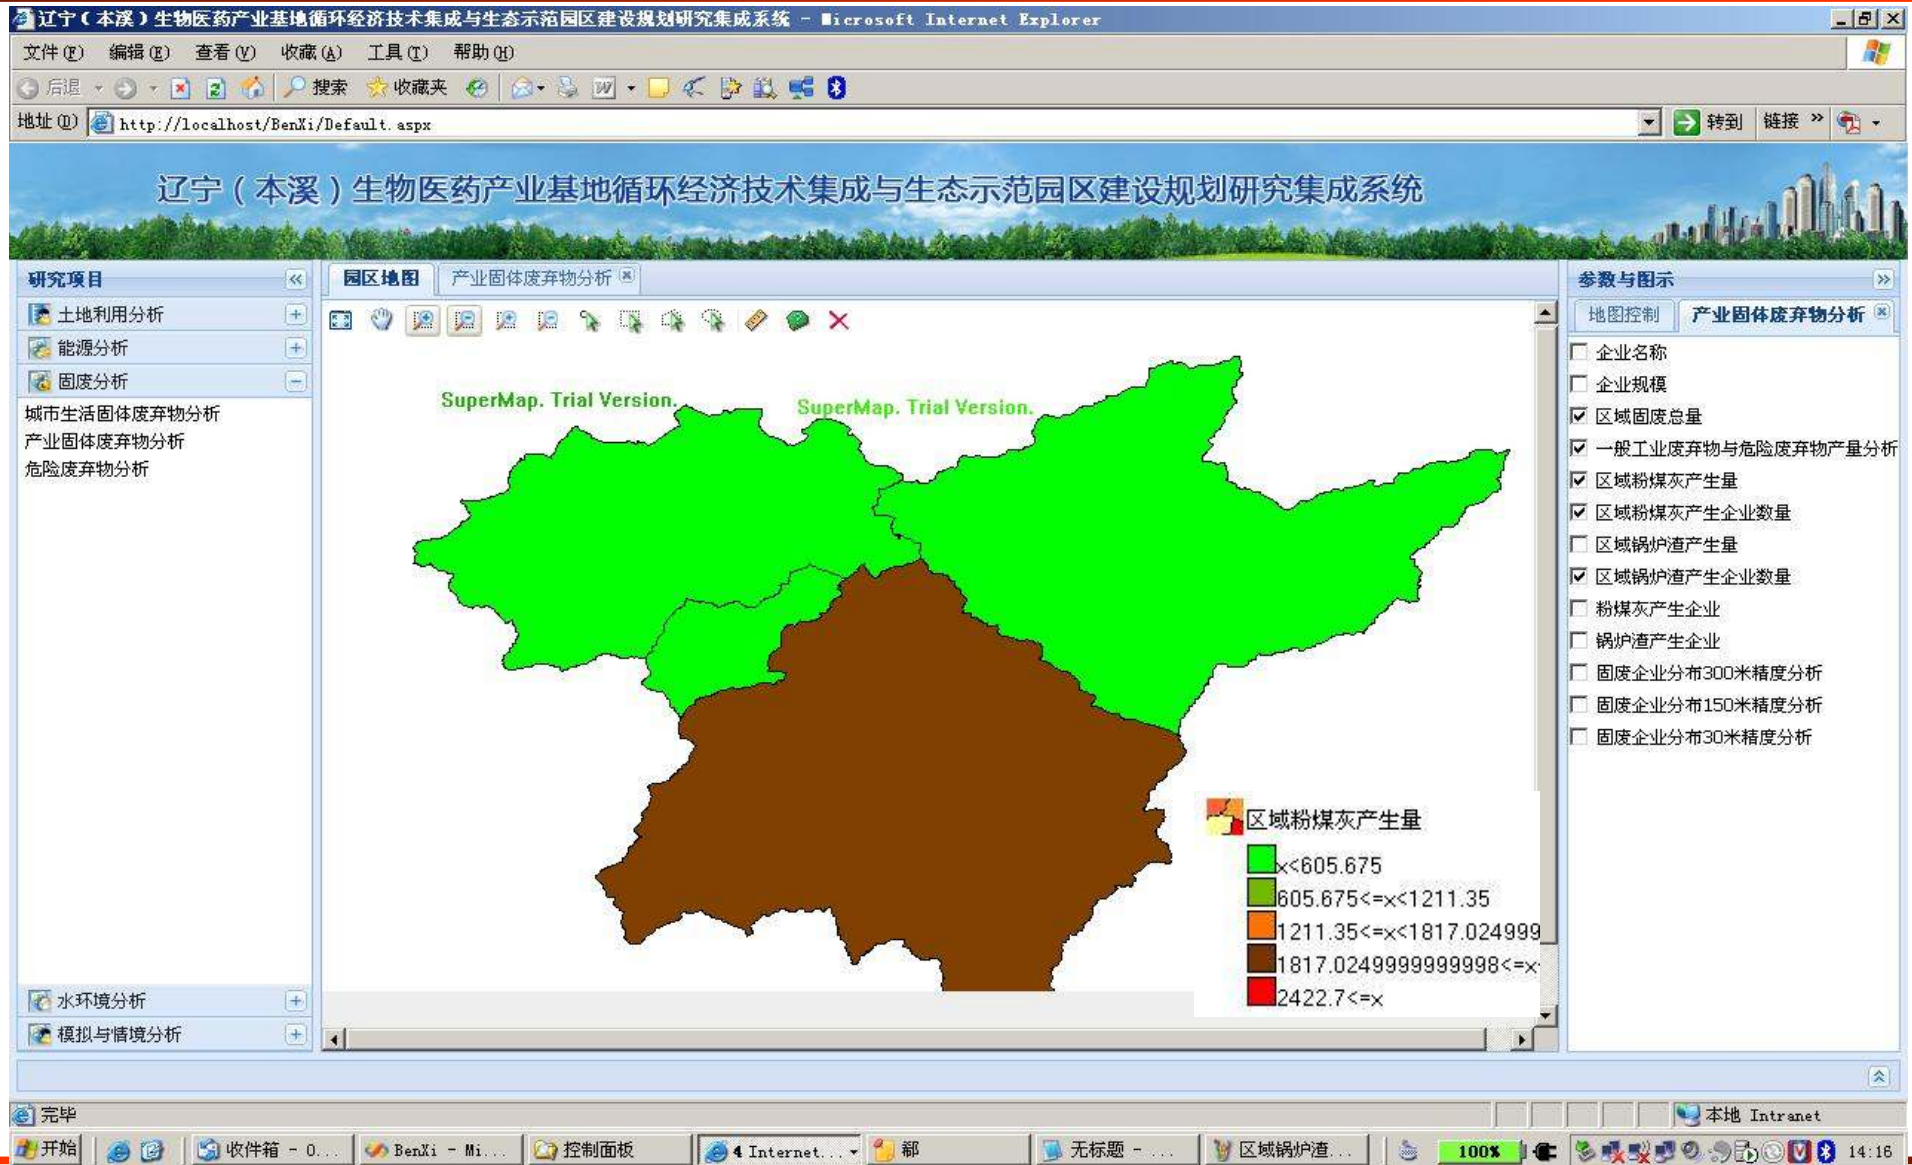 辽宁（本溪）生物医药产业基地循环经济技术集成与生态示范园区建设规划研究集成系统 - Microsoft Internet Explorer
文件(F) 编辑(E) 查看(V) 收藏(A) 工具(T) 帮助(H)
后退 搜索 收藏夹
地址(D) http://localhost/BenXi/Default.aspx 转到 链接 »
辽宁（本溪）生物医药产业基地循环经济技术集成与生态示范园区建设规划研究集成系统
研究项目
土地利用分析
能源分析
固废分析
城市生活固体废弃物分析
产业固体废弃物分析
危险废弃物分析
水环境分析
模拟与情境分析
园区地图 产业固体废弃物分析
SuperMap. Trial Version. SuperMap. Trial Version.
区域粉煤灰产生量
x<605.675
605.675<=x<1211.35
1211.35<=x<1817.024999
1817.0249999999998<=x
2422.7<=x
参数与图示
地图控制 产业固体废弃物分析
企业名称
企业规模
区域固废总量
一般工业废弃物与危险废弃物产量分析
区域粉煤灰产生量
区域粉煤灰产生企业数量
区域锅炉渣产生量
区域锅炉渣产生企业数量
粉煤灰产生企业
锅炉渣产生企业
固废企业分布300米精度分析
固废企业分布150米精度分析
固废企业分布30米精度分析
完毕 本地 Intranet
开始 收件箱 - O... BenXi - Mi... 控制面板 4 Internet... 鄀 无标题 - ... 区域锅炉渣... 100% 14:16